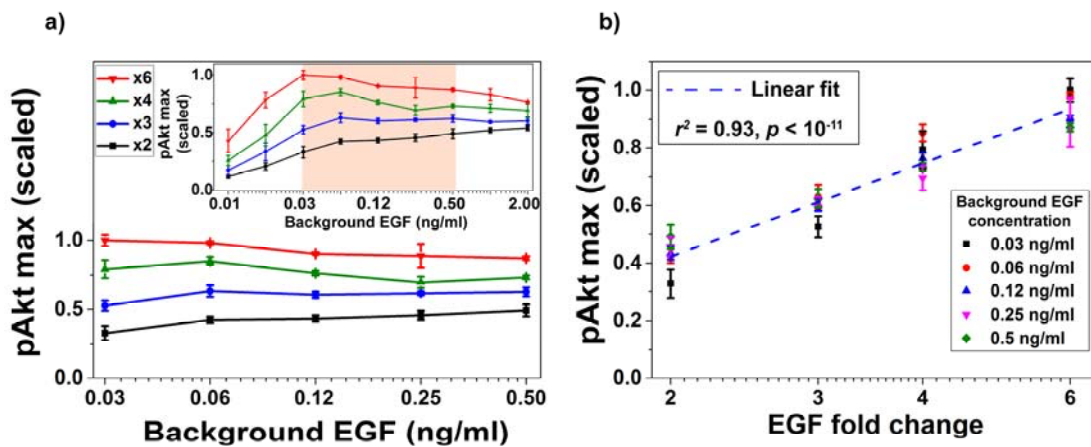 a)
x6
x4
x3
x2
pAkt max (scaled)
1.0
0.5
0.0
0.03 0.06 0.12 0.25 0.50
Background EGF (ng/ml)
pAkt max
(scaled)
1.0
0.5
0.0
0.01 0.03 0.12 0.50 2.00
Background EGF (ng/ml)
b)
pAkt max (scaled)
1.0
0.8
0.6
0.4
0.2
0.0
2 3 4 6
EGF fold change
Linear fit
r² = 0.93, p < 10⁻¹¹
Background EGF
concentration
0.03 ng/ml
0.06 ng/ml
0.12 ng/ml
0.25 ng/ml
0.5 ng/ml